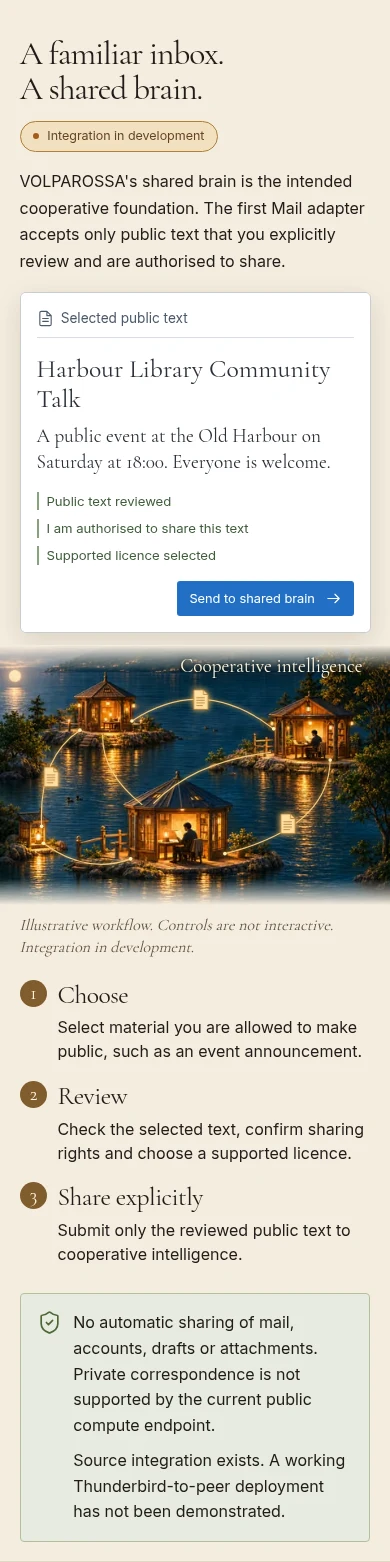 A familiar inbox.
A shared brain.
Integration in development
VOLPAROSSA's shared brain is the intended
cooperative foundation. The first Mail adapter
accepts only public text that you explicitly
review and are authorised to share.
Selected public text
Harbour Library Community
Talk
A public event at the Old Harbour on
Saturday at 18:00. Everyone is welcome.
Public text reviewed
I am authorised to share this text
Supported licence selected
Send to shared brain →
Cooperative intelligence
Illustrative workflow. Controls are not interactive.
Integration in development.
1 Choose
Select material you are allowed to make
public, such as an event announcement.
2 Review
Check the selected text, confirm sharing
rights and choose a supported licence.
3 Share explicitly
Submit only the reviewed public text to
cooperative intelligence.
No automatic sharing of mail,
accounts, drafts or attachments.
Private correspondence is not
supported by the current public
compute endpoint.
Source integration exists. A working
Thunderbird-to-peer deployment
has not been demonstrated.